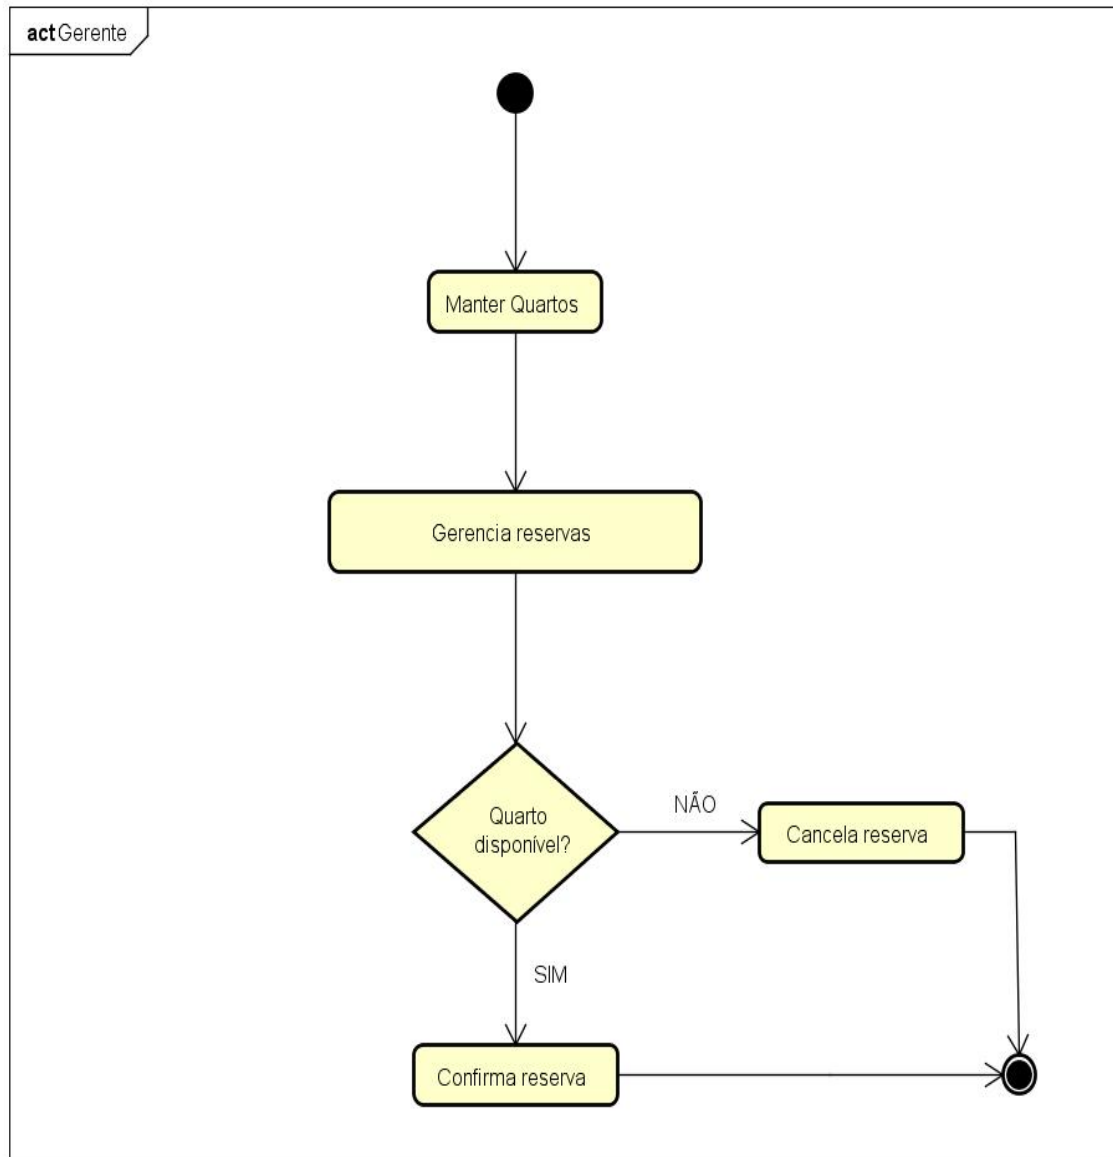 act Gerente
Manter Quartos
Gerencia reservas
Quarto
disponível?
NÃO
Cancela reserva
SIM
Confirma reserva